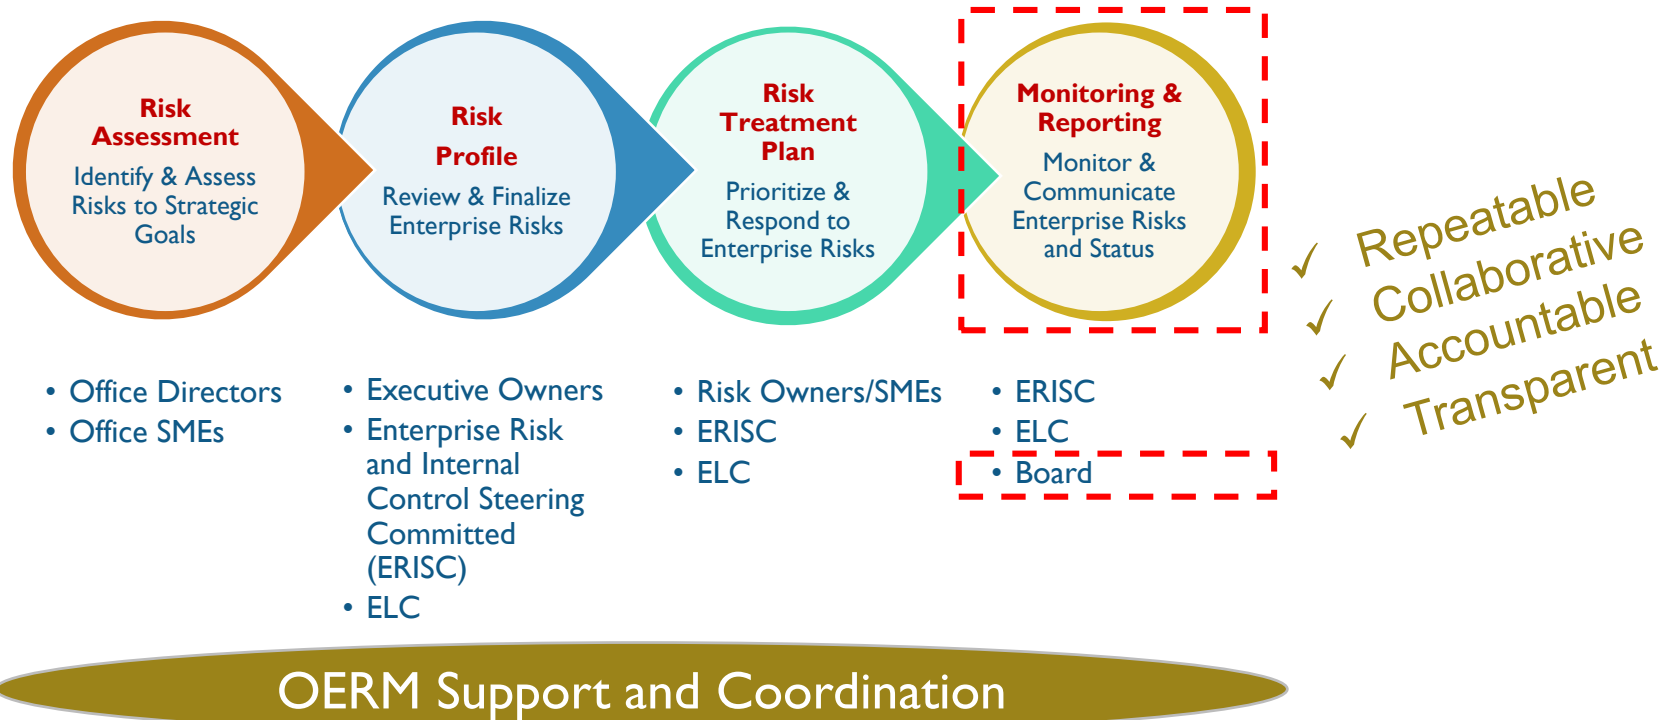 Risk
Assessment
Identify & Assess
Risks to Strategic
Goals
Risk
Profile
Review & Finalize
Enterprise Risks
Risk
Treatment
Plan
Prioritize &
Respond to
Enterprise Risks
Monitoring &
Reporting
Monitor &
Communicate
Enterprise Risks
and Status
✓ Repeatable
✓ Collaborative
✓ Accountable
✓ Transparent
• Office Directors
• Office SMEs
• Executive Owners
• Enterprise Risk
and Internal
Control Steering
Committed
(ERISC)
• ELC
• Risk Owners/SMEs
• ERISC
• ELC
• ERISC
• ELC
• Board
OERM Support and Coordination